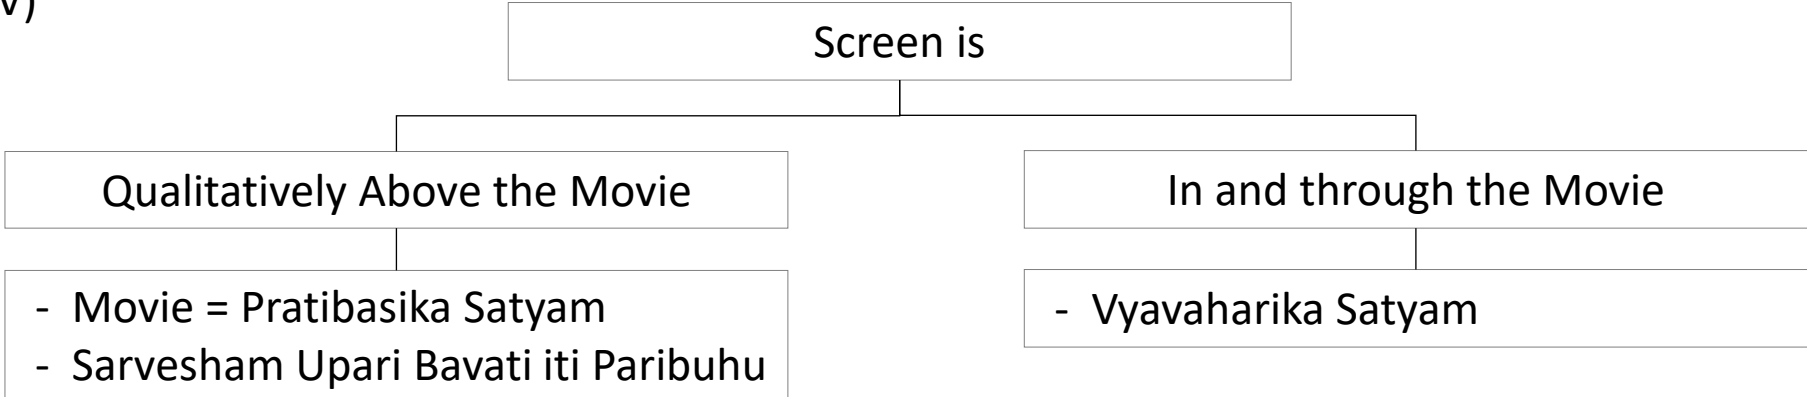 v)
Screen is
Qualitatively Above the Movie
In and through the Movie
- Movie = Pratibasika Satyam
- Sarvesham Upari Bavati iti Paribuhu
- Vyavaharika Satyam